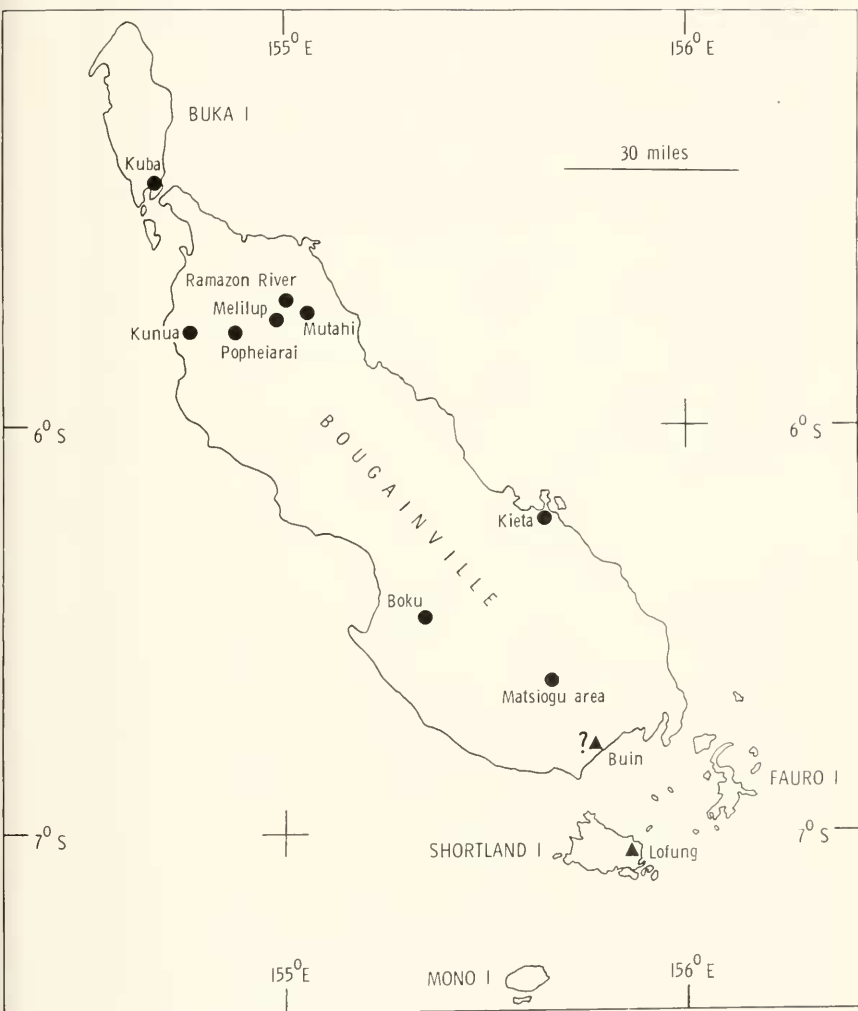 155° E
156° E
BUKA I
30 miles
Kuba
Ramazon River
Melilup
Mutahi
Kunua
Popheiarai
6° S
6° S
BOUGAINVILLE
Kieta
Boku
Matsiogu area
?
Buin
FAURO I
7° S
SHORTLAND I
Lofung
7° S
155° E
MONO I
156° E